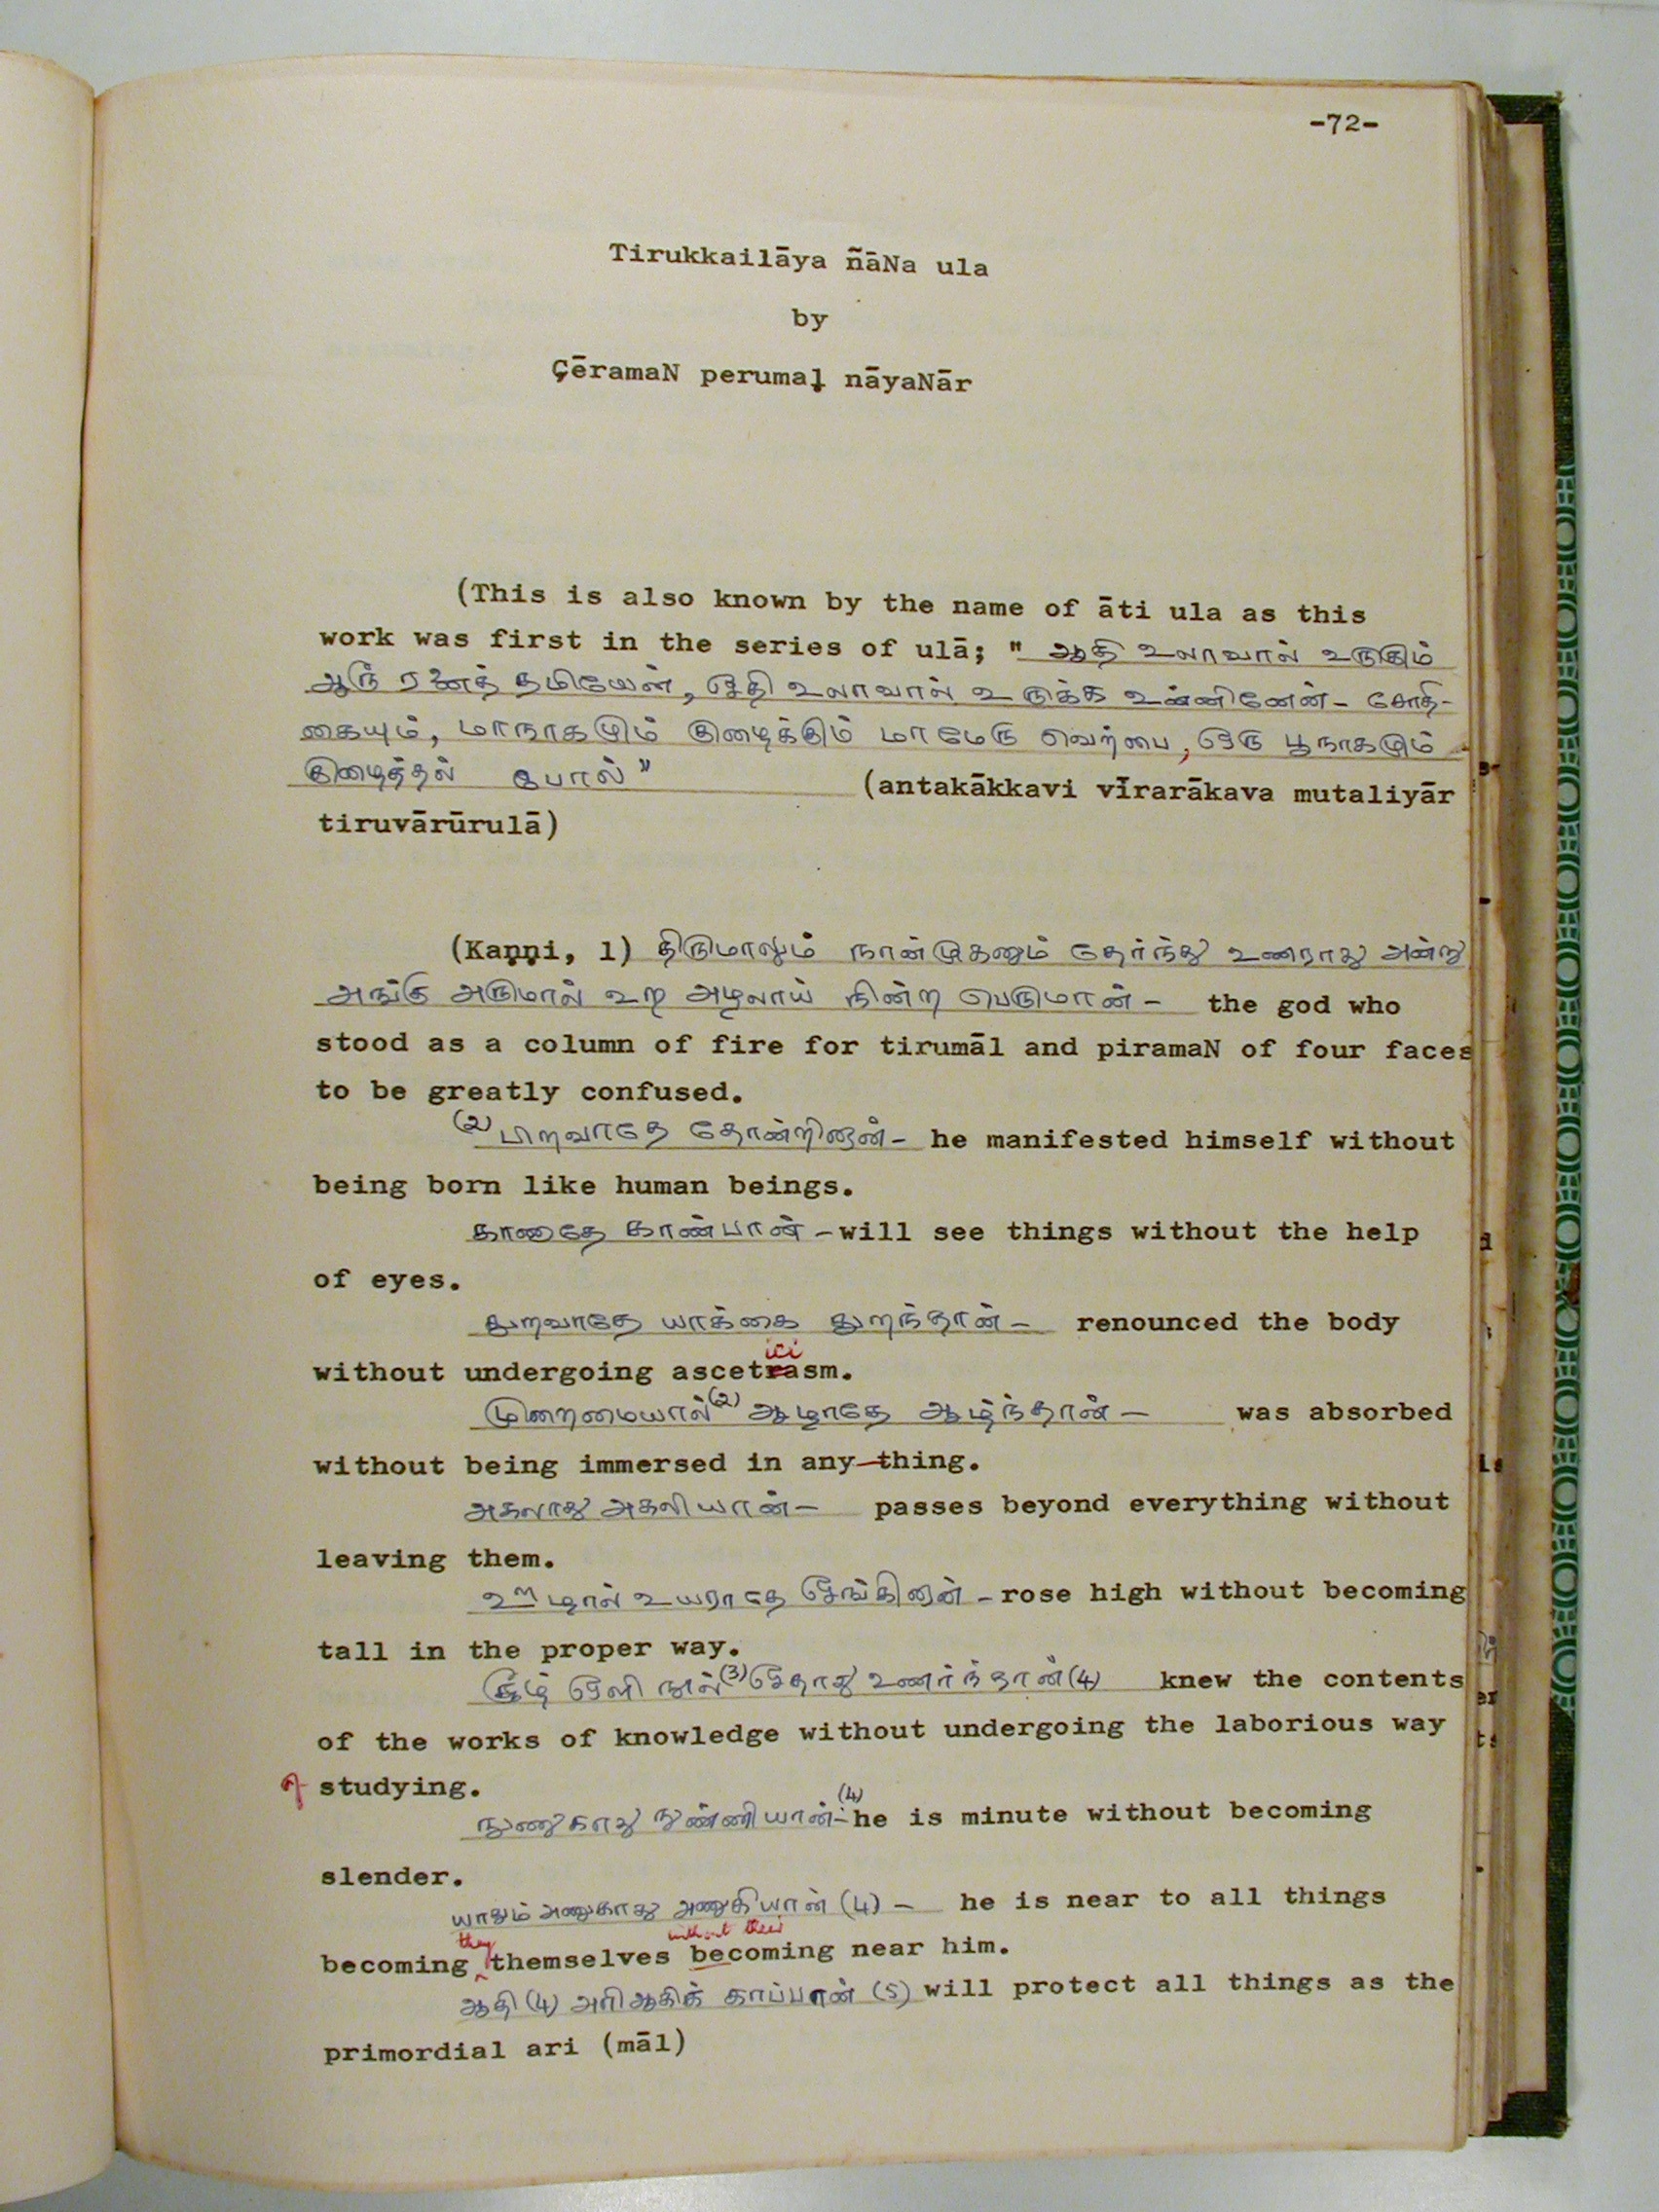 -72-
Tirukkailāya ñāNa ula
by
ÇēramaN perumaḷ nāyaNār
(This is also known by the name of āti ula as this
work was first in the series of ulā; " ஆதி உலாவால் உருகும்
ஆரூரனைத் தமியேன், ஓதி உலாவால் உருக்க உன்னினேன் - சோதி-
கையும், மாநாகமும் குழைக்கும் மாமேரு வெற்பை, ஒரு பூநாகமும்
குழைத்தல் போல்" (antakākkavi vīrarākava mutaliyār
tiruvārūrulā)
(Kaṇṇi, 1) திருமாலும் நான்முகனும் தேர்ந்து உணராது அன்று
அங்கு அருமால் உற அழலாய் நின்ற பெருமான் - the god who
stood as a column of fire for tirumāl and piramaN of four faces
to be greatly confused.
(2) பிறவாதே தோன்றினான் - he manifested himself without
being born like human beings.
காணாதே காண்பான் - will see things without the help
of eyes.
துறவாதே யாக்கை துறந்தான் - renounced the body
ici
without undergoing ascetrasm.
முறைமையால் (2) ஆழாதே ஆழ்ந்தான் - was absorbed
without being immersed in any thing.
அகலாது அகலியான் - passes beyond everything without
leaving them.
ஊழால் உயராதே ஓங்கினான் - rose high without becoming
tall in the proper way.
சூழ் ஒளி நூல் (3) ஓதாது உணர்ந்தான் (4) knew the contents
of the works of knowledge without undergoing the laborious way
of studying.
நுணுகாது நுண்ணியான் (4) - he is minute without becoming
slender.
யாதும் அணுகாது அணுகியான் (4) - he is near to all things
they without their
becoming themselves becoming near him.
ஆதி (4) அரி ஆகிக் காப்பான் (5) will protect all things as the
primordial ari (māl)